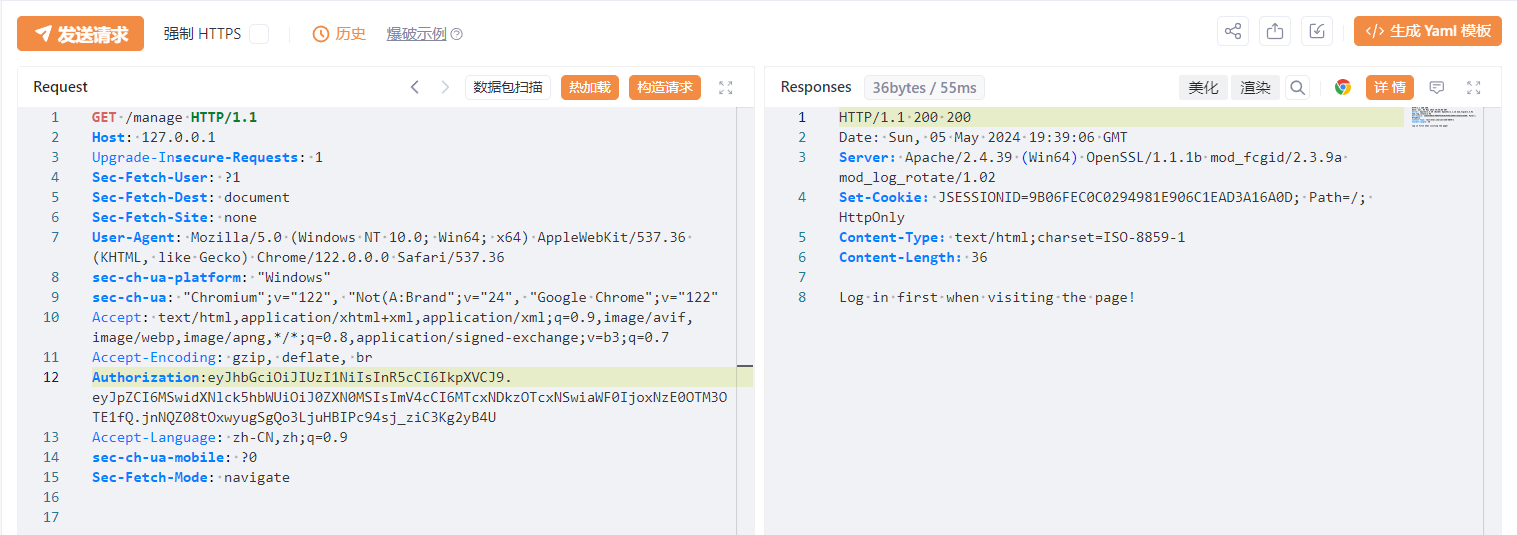 发送请求 强制 HTTPS 历史 爆破示例 生成 Yaml 模板
Request 数据包扫描 热加载 构造请求
1 GET /manage HTTP/1.1
2 Host: 127.0.0.1
3 Upgrade-Insecure-Requests: 1
4 Sec-Fetch-User: ?1
5 Sec-Fetch-Dest: document
6 Sec-Fetch-Site: none
7 User-Agent: Mozilla/5.0 (Windows NT 10.0; Win64; x64) AppleWebKit/537.36
(KHTML, like Gecko) Chrome/122.0.0.0 Safari/537.36
8 sec-ch-ua-platform: "Windows"
9 sec-ch-ua: "Chromium";v="122", "Not(A:Brand";v="24", "Google Chrome";v="122"
10 Accept: text/html,application/xhtml+xml,application/xml;q=0.9,image/avif,
image/webp,image/apng,*/*;q=0.8,application/signed-exchange;v=b3;q=0.7
11 Accept-Encoding: gzip, deflate, br
12 Authorization:eyJhbGciOiJIUzI1NiIsInR5cCI6IkpXVCJ9.
eyJpZCI6MSwidXNlck5hbWUiOiJ0ZXN0MSIsImV4cCI6MTcxNDkzOTcxNSwiaWF0IjoxNzE0OTM3O
TE1fQ.jnNQZ08tOxwyugSgQo3LjuHBIPc94sj_ziC3Kg2yB4U
13 Accept-Language: zh-CN,zh;q=0.9
14 sec-ch-ua-mobile: ?0
15 Sec-Fetch-Mode: navigate
16
17
Responses 36bytes / 55ms 美化 渲染 详情
1 HTTP/1.1 200 200
2 Date: Sun, 05 May 2024 19:39:06 GMT
3 Server: Apache/2.4.39 (Win64) OpenSSL/1.1.1b mod_fcgid/2.3.9a
mod_log_rotate/1.02
4 Set-Cookie: JSESSIONID=9B06FEC0C0294981E906C1EAD3A16A0D; Path=/;
HttpOnly
5 Content-Type: text/html;charset=ISO-8859-1
6 Content-Length: 36
7
8 Log in first when visiting the page!